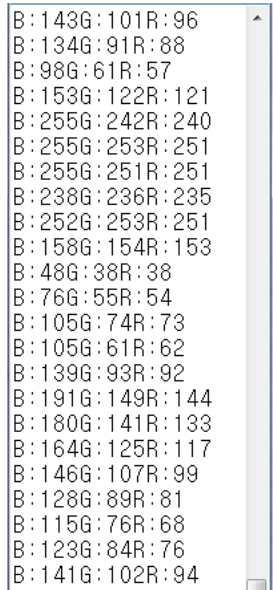 B:143G:101R:96
B:134G:91R:88
B:98G:61R:57
B:153G:122R:121
B:255G:242R:240
B:255G:253R:251
B:255G:251R:251
B:238G:236R:235
B:252G:253R:251
B:158G:154R:153
B:48G:38R:38
B:76G:55R:54
B:105G:74R:73
B:105G:61R:62
B:139G:93R:92
B:191G:149R:144
B:180G:141R:133
B:164G:125R:117
B:146G:107R:99
B:128G:89R:81
B:115G:76R:68
B:123G:84R:76
B:141G:102R:94